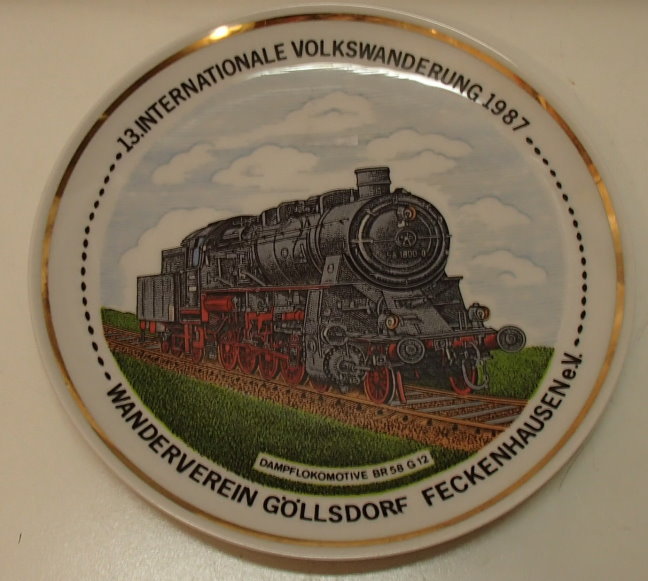 13.INTERNATIONALE VOLKSWANDERUNG 1987
DAMPFLOKOMOTIVE BR 58 G 12
WANDERVEREIN GÖLLSDORF FECKENHAUSEN e.V.